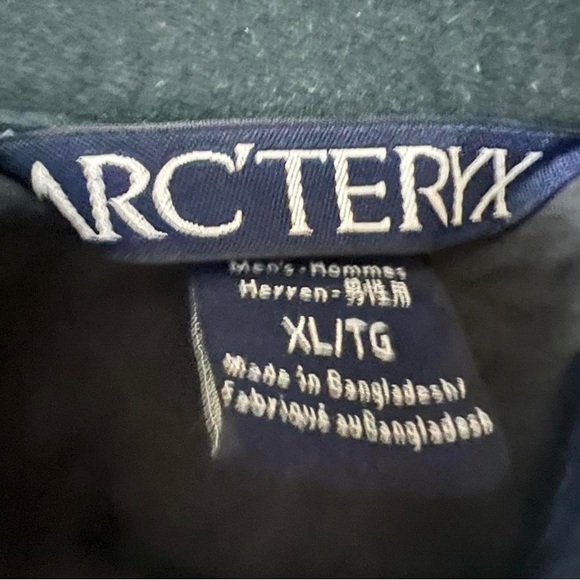 ARC'TERYX
Men's - Hommes
Herren - 男性用
XL/TG
Made in Bangladesh/
Fabriqué au Bangladesh